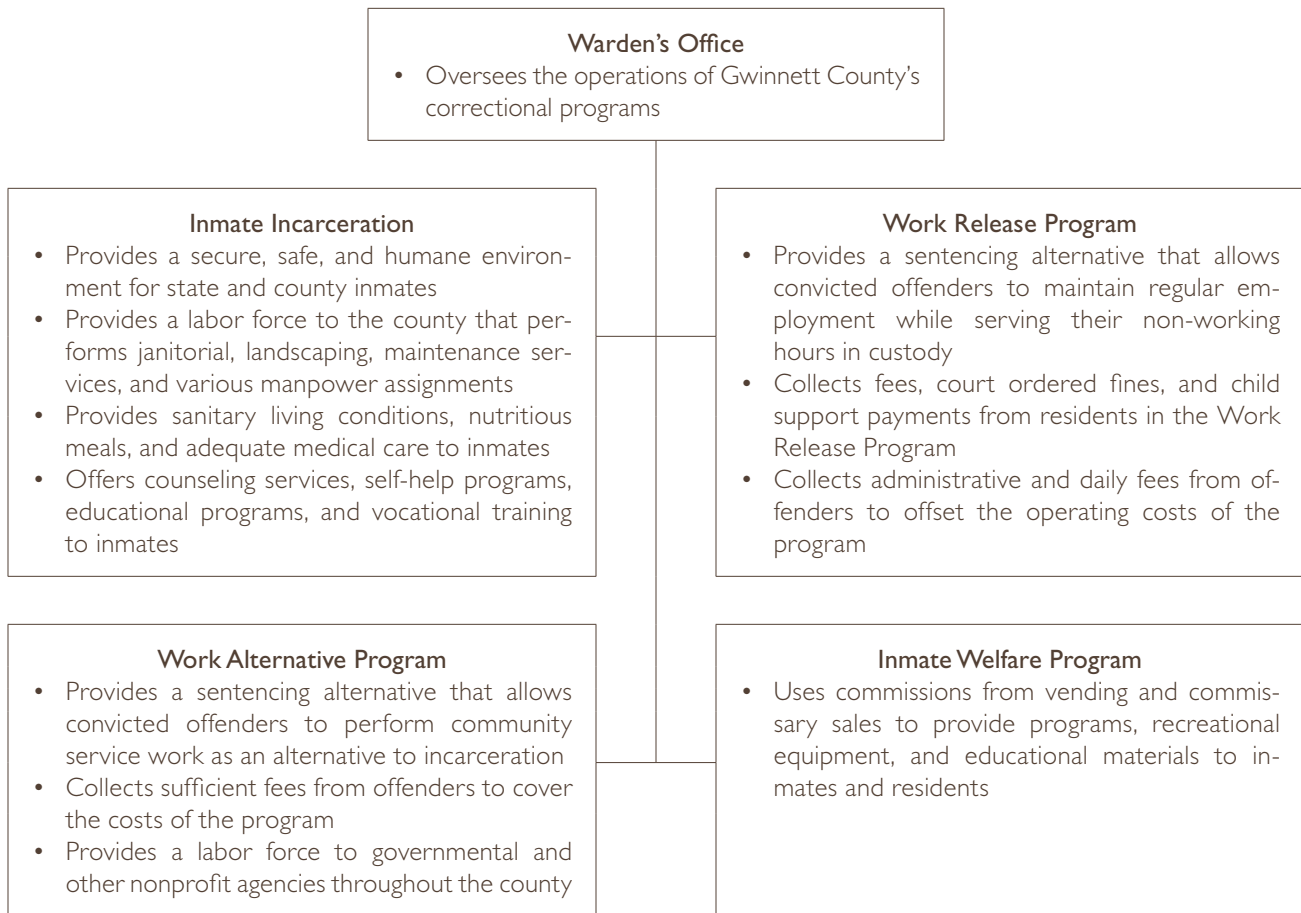 Warden's Office
• Oversees the operations of Gwinnett County's
correctional programs
Inmate Incarceration
• Provides a secure, safe, and humane environ-
ment for state and county inmates
• Provides a labor force to the county that per-
forms janitorial, landscaping, maintenance ser-
vices, and various manpower assignments
• Provides sanitary living conditions, nutritious
meals, and adequate medical care to inmates
• Offers counseling services, self-help programs,
educational programs, and vocational training
to inmates
Work Release Program
• Provides a sentencing alternative that allows
convicted offenders to maintain regular em-
ployment while serving their non-working
hours in custody
• Collects fees, court ordered fines, and child
support payments from residents in the Work
Release Program
• Collects administrative and daily fees from of-
fenders to offset the operating costs of the
program
Work Alternative Program
• Provides a sentencing alternative that allows
convicted offenders to perform community
service work as an alternative to incarceration
• Collects sufficient fees from offenders to cover
the costs of the program
• Provides a labor force to governmental and
other nonprofit agencies throughout the county
Inmate Welfare Program
• Uses commissions from vending and commis-
sary sales to provide programs, recreational
equipment, and educational materials to in-
mates and residents